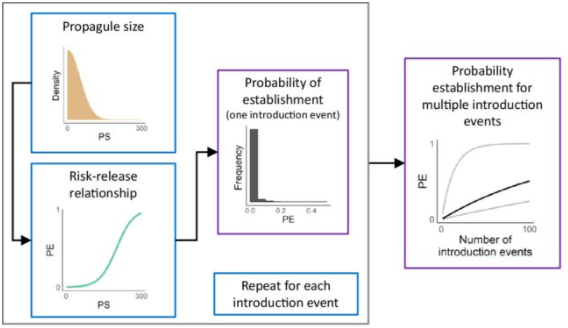 Propagule size
Density
0
300
PS
Risk-release
relationship
1
PE
0
0
300
PS
Probability of
establishment
(one introduction event)
Frequency
0.0
0.2
0.4
PE
Repeat for each
introduction event
Probability
establishment for
multiple introduction
events
1
PE
0
0
100
Number of
introduction events